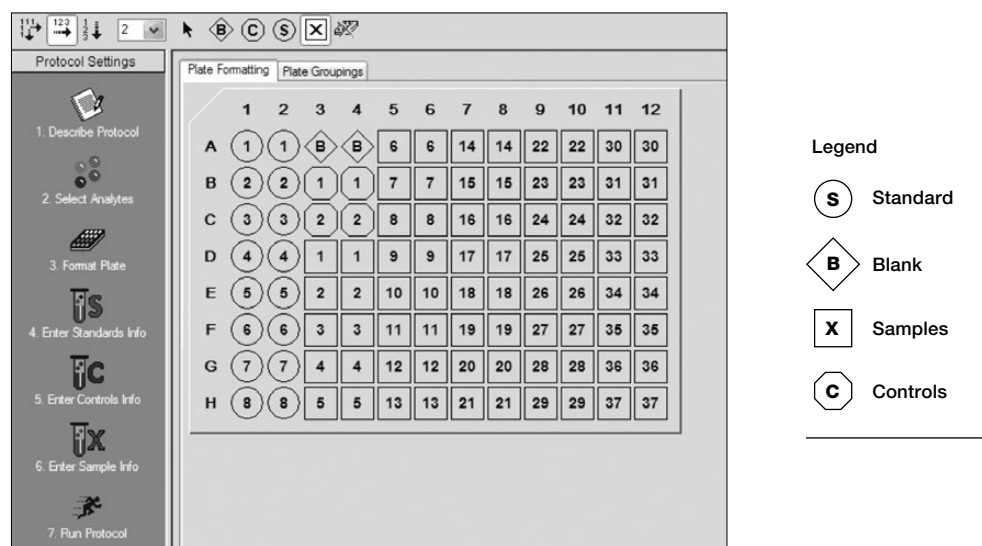 111 123 1 2 3 2 B C S X
Protocol Settings
1. Describe Protocol
2. Select Analytes
3. Format Plate
4. Enter Standards Info
5. Enter Controls Info
6. Enter Sample Info
7. Run Protocol
Plate Formatting Plate Groupings
1 2 3 4 5 6 7 8 9 10 11 12
A 1 1 B B 6 6 14 14 22 22 30 30
B 2 2 1 1 7 7 15 15 23 23 31 31
C 3 3 2 2 8 8 16 16 24 24 32 32
D 4 4 1 1 9 9 17 17 25 25 33 33
E 5 5 2 2 10 10 18 18 26 26 34 34
F 6 6 3 3 11 11 19 19 27 27 35 35
G 7 7 4 4 12 12 20 20 28 28 36 36
H 8 8 5 5 13 13 21 21 29 29 37 37
Legend
S Standard
B Blank
X Samples
C Controls